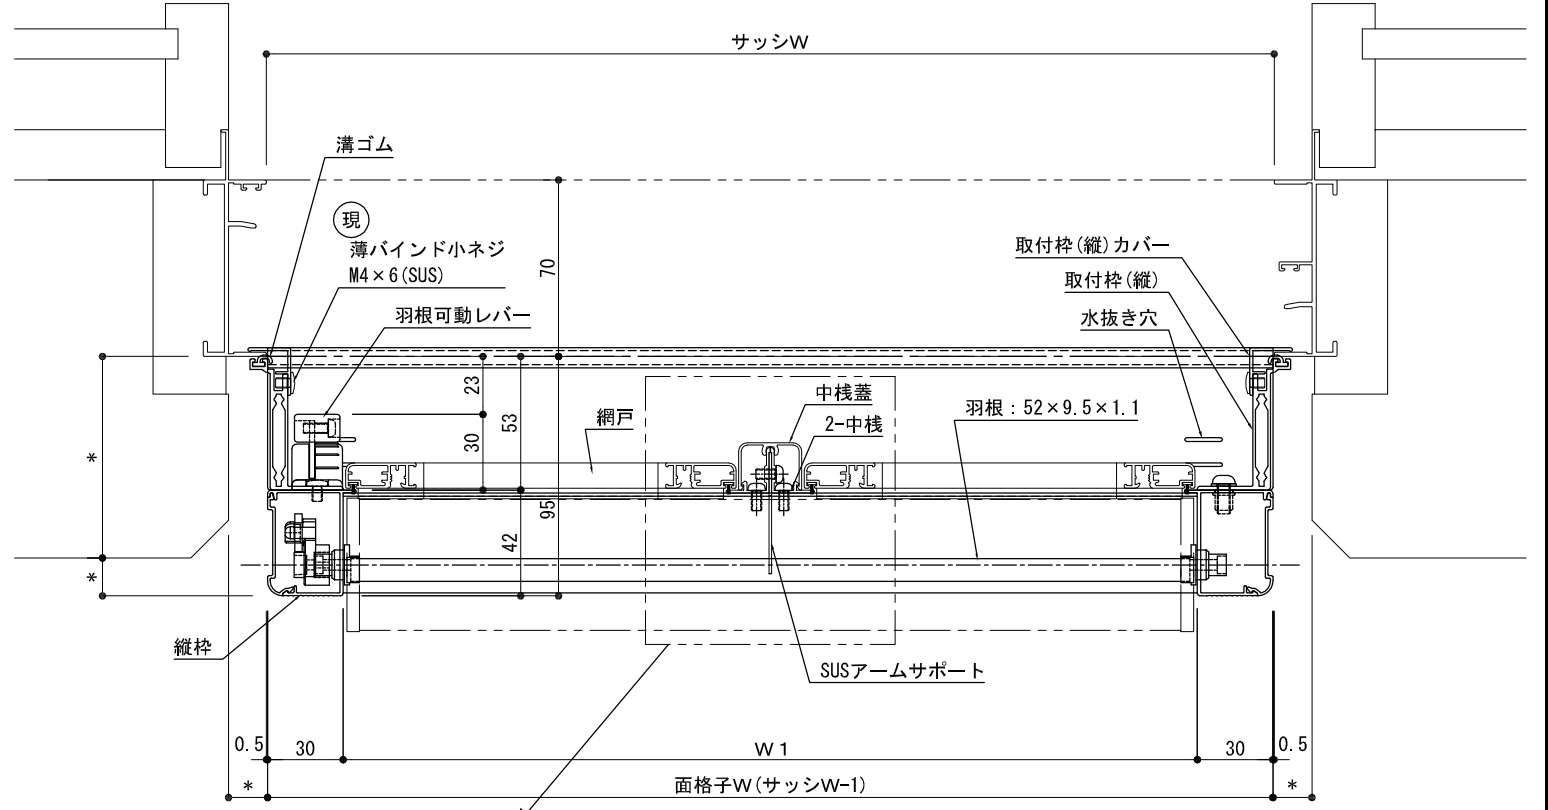 サッシW
溝ゴム
現
薄バインド小ネジ
M4×6(SUS)
羽根可動レバー
70
取付枠(縦)カバー
取付枠(縦)
水抜き穴
23
53
30
網戸
中桟蓋
2-中桟
羽根：52×9.5×1.1
*
95
42
*
縦枠
SUSアームサポート
0.5
30
W1
30
0.5
*
面格子W(サッシW-1)
*